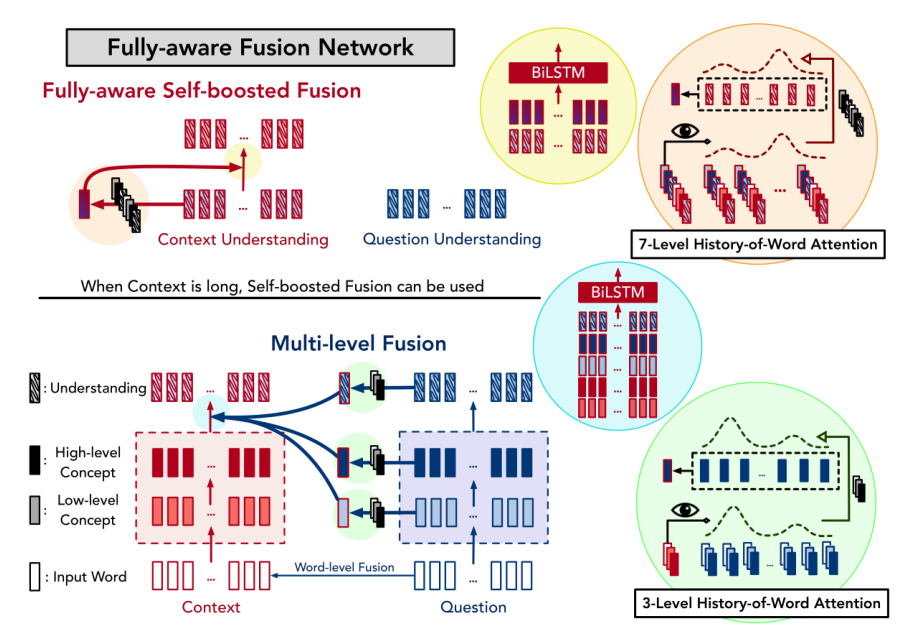 Fully-aware Fusion Network
Fully-aware Self-boosted Fusion
...
...
Context Understanding
...
Question Understanding
BiLSTM
...
...
...
...
7-Level History-of-Word Attention
When Context is long, Self-boosted Fusion can be used
BiLSTM
...
...
...
...
...
Multi-level Fusion
: Understanding
...
...
: High-level
Concept
...
...
: Low-level
Concept
...
...
: Input Word
...
Word-level Fusion
...
Context
Question
...
...
3-Level History-of-Word Attention